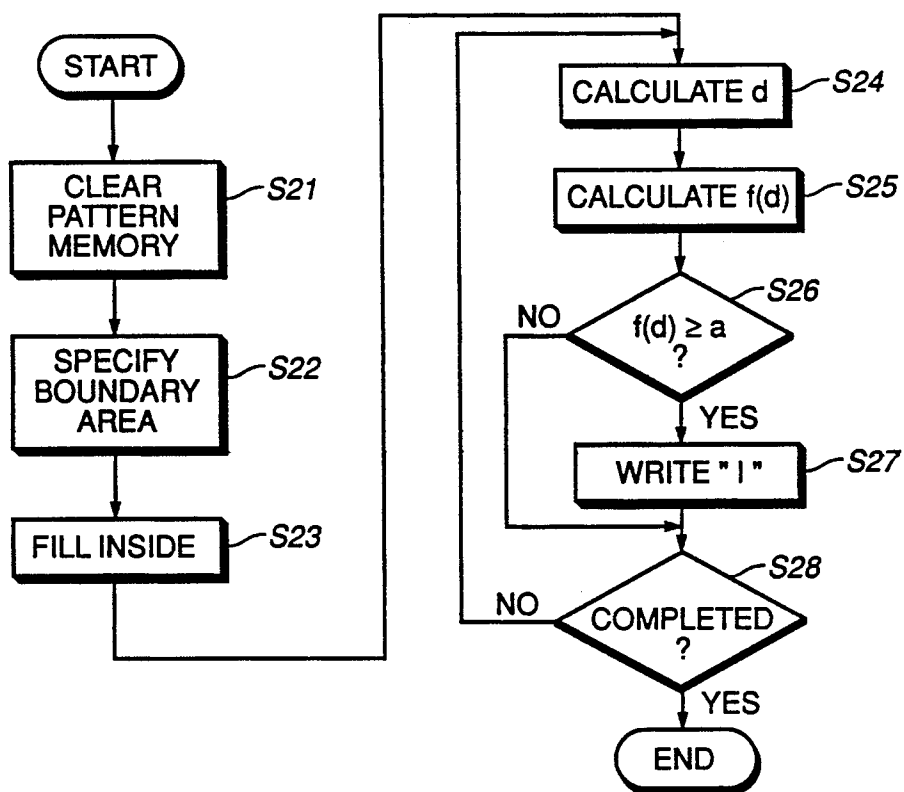 START
CLEAR
PATTERN
MEMORY
S21
SPECIFY
BOUNDARY
AREA
S22
FILL INSIDE
S23
CALCULATE d
S24
CALCULATE f(d)
S25
f(d) ≥ a
?
S26
NO
YES
WRITE " I "
S27
COMPLETED
?
S28
NO
YES
END